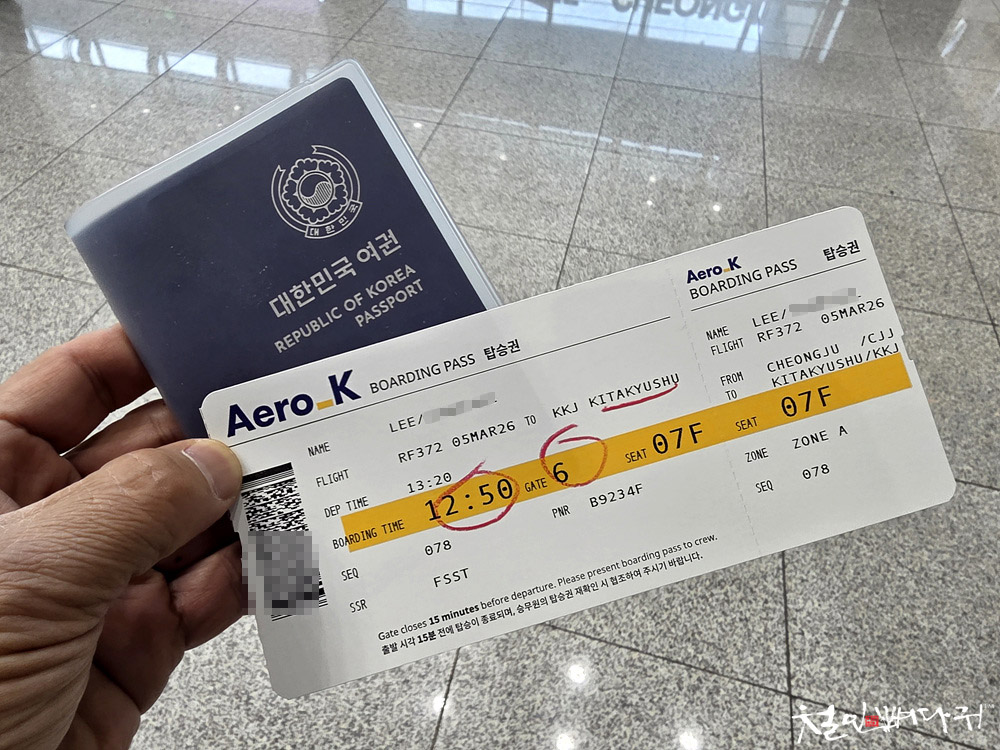 CHEONGJ
대한민국
대한민국 여권
REPUBLIC OF KOREA
PASSPORT
Aero_K BOARDING PASS 탑승권
NAME LEE/
FLIGHT RF372 05MAR26 TO KKJ KITAKYUSHU
DEP TIME 13:20
BOARDING TIME 12:50 GATE 6 SEAT 07F
SEQ 078 PNR B9234F
SSR FSST
Gate closes 15 minutes before departure. Please present boarding pass to crew.
출발 시각 15분 전에 탑승이 종료되며, 승무원의 탑승권 재확인 시 협조하여 주시기 바랍니다.
Aero_K
BOARDING PASS 탑승권
NAME LEE/
FLIGHT RF372 05MAR26
FROM CHEONGJU /CJJ
TO KITAKYUSHU/KKJ
SEAT 07F
ZONE ZONE A
SEQ 078